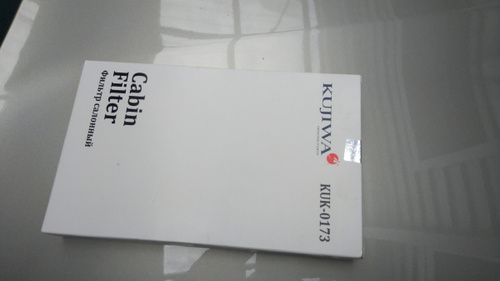 KUJIWA
KUK-0173
Cabin
Filter
Фильтр салонный